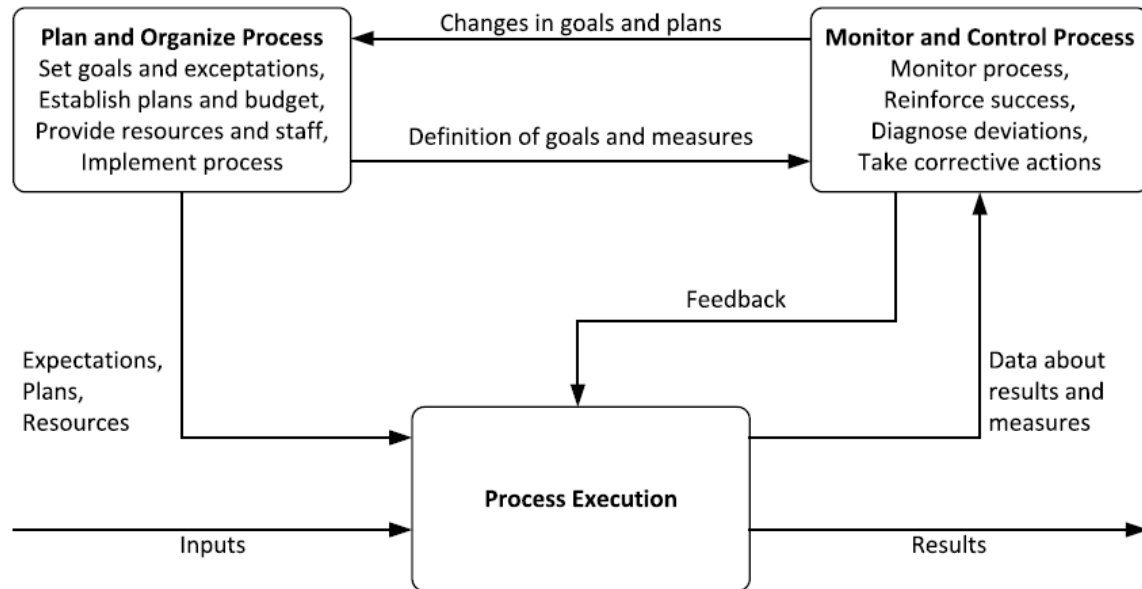 Plan and Organize Process
Set goals and exceptations,
Establish plans and budget,
Provide resources and staff,
Implement process
Changes in goals and plans
Definition of goals and measures
Monitor and Control Process
Monitor process,
Reinforce success,
Diagnose deviations,
Take corrective actions
Feedback
Expectations,
Plans,
Resources
Data about
results and
measures
Process Execution
Inputs
Results